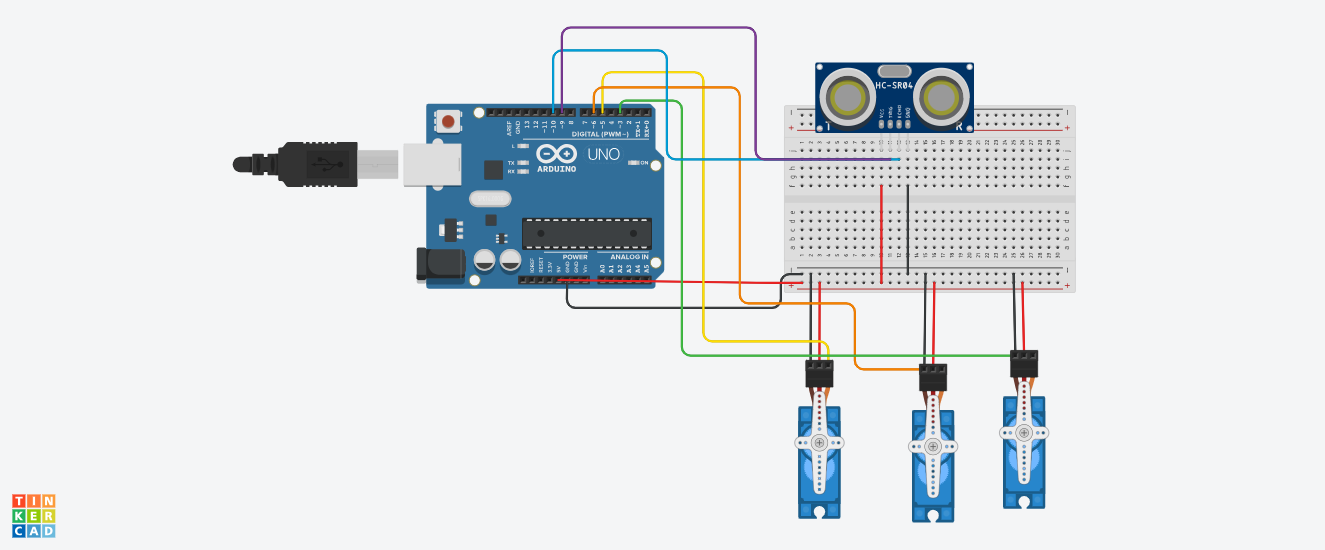 HC-SR04
VCC
TRIG
ECHO
GND
T
R
AREF
GND
13
12
~11
~10
~9
8
7
~6
~5
4
~3
2
TX→1
RX←0
DIGITAL (PWM~)
L
TX
RX
UNO
ARDUINO
ON
POWER
ANALOG IN
IOREF
RESET
3.3V
5V
GND
GND
Vin
A0
A1
A2
A3
A4
A5
j
i
h
g
f
e
d
c
b
a
TIN
KER
CAD